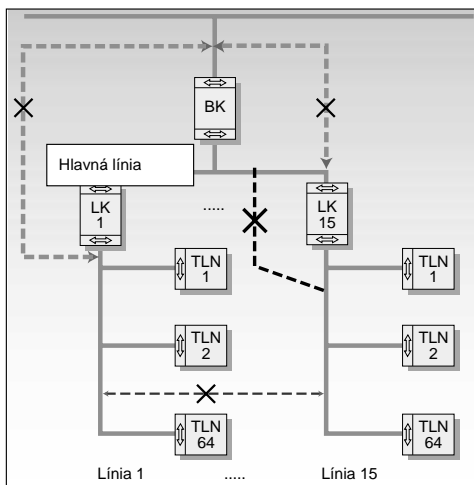 BK
Hlavná línia
LK
1
.....
LK
15
TLN
1
TLN
1
TLN
2
TLN
2
TLN
64
TLN
64
Línia 1
.....
Línia 15